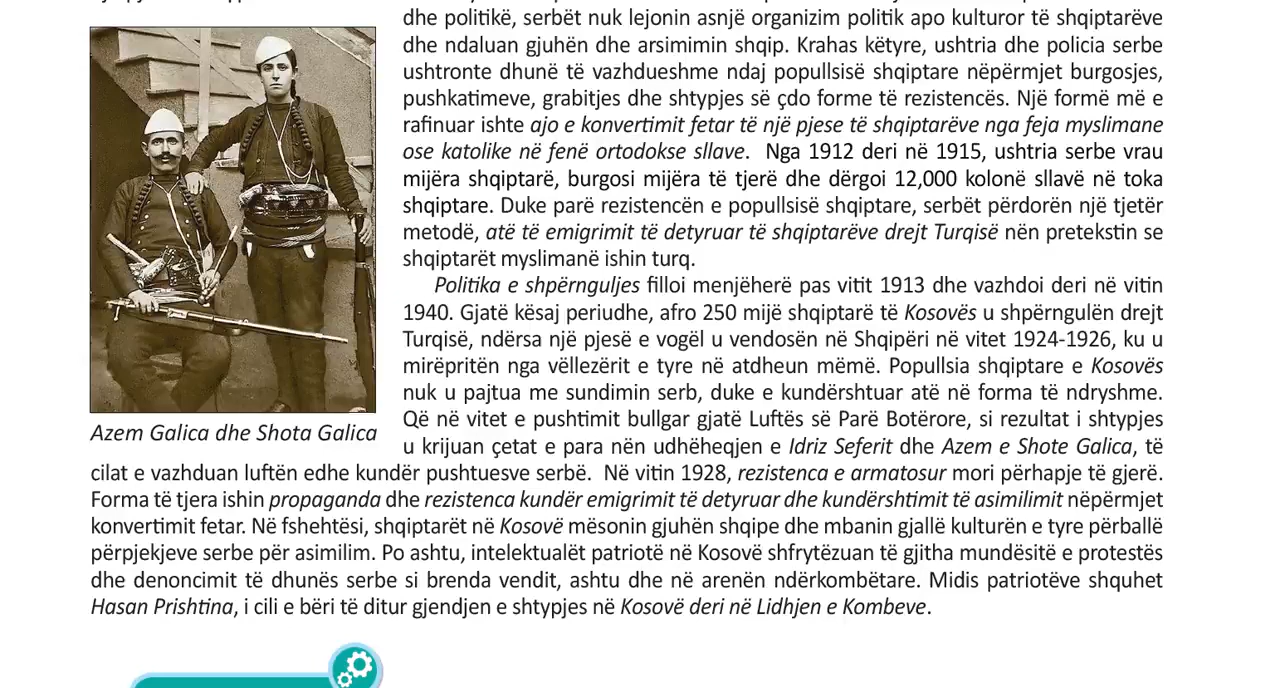 dhe politikë, serbët nuk lejonin asnjë organizim politik apo kulturor të shqiptarëve
dhe ndaluan gjuhën dhe arsimimin shqip. Krahas këtyre, ushtria dhe policia serbe
ushtronte dhunë të vazhdueshme ndaj popullsisë shqiptare nëpërmjet burgosjes,
pushkatimeve, grabitjes dhe shtypjes së çdo forme të rezistencës. Një formë më e
rafinuar ishte ajo e konvertimit fetar të një pjese të shqiptarëve nga feja myslimane
ose katolike në fenë ortodokse sllave. Nga 1912 deri në 1915, ushtria serbe vrau
mijëra shqiptarë, burgosi mijëra të tjerë dhe dërgoi 12,000 kolonë sllavë në toka
shqiptare. Duke parë rezistencën e popullsisë shqiptare, serbët përdorën një tjetër
metodë, atë të emigrimit të detyruar të shqiptarëve drejt Turqisë nën pretekstin se
shqiptarët myslimanë ishin turq.
Politika e shpërnguljes filloi menjëherë pas vitit 1913 dhe vazhdoi deri në vitin
1940. Gjatë kësaj periudhe, afro 250 mijë shqiptarë të Kosovës u shpërngulën drejt
Turqisë, ndërsa një pjesë e vogël u vendosën në Shqipëri në vitet 1924-1926, ku u
mirëpritën nga vëllezërit e tyre në atdheun mëmë. Popullsia shqiptare e Kosovës
nuk u pajtua me sundimin serb, duke e kundërshtuar atë në forma të ndryshme.
Që në vitet e pushtimit bullgar gjatë Luftës së Parë Botërore, si rezultat i shtypjes
Azem Galica dhe Shota Galica
u krijuan çetat e para nën udhëheqjen e Idriz Seferit dhe Azem e Shote Galica, të
cilat e vazhduan luftën edhe kundër pushtuesve serbë. Në vitin 1928, rezistenca e armatosur mori përhapje të gjerë.
Forma të tjera ishin propaganda dhe rezistenca kundër emigrimit të detyruar dhe kundërshtimit të asimilimit nëpërmjet
konvertimit fetar. Në fshehtësi, shqiptarët në Kosovë mësonin gjuhën shqipe dhe mbanin gjallë kulturën e tyre përballë
përpjekjeve serbe për asimilim. Po ashtu, intelektualët patriotë në Kosovë shfrytëzuan të gjitha mundësitë e protestës
dhe denoncimit të dhunës serbe si brenda vendit, ashtu dhe në arenën ndërkombëtare. Midis patriotëve shquhet
Hasan Prishtina, i cili e bëri të ditur gjendjen e shtypjes në Kosovë deri në Lidhjen e Kombeve.